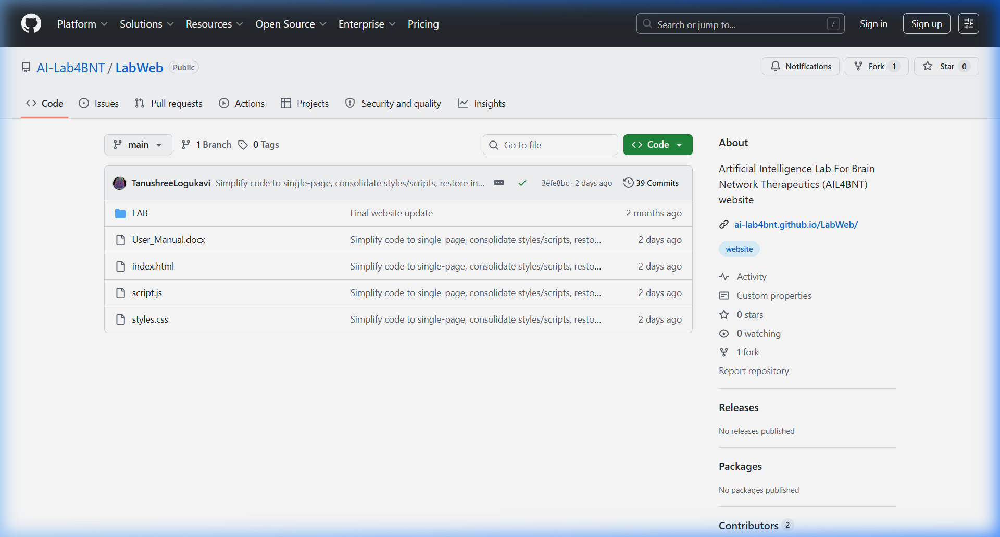 Platform Solutions Resources Open Source Enterprise Pricing Search or jump to... / Sign in Sign up
AI-Lab4BNT / LabWeb Public Notifications Fork 1 Star 0
Code Issues Pull requests Actions Projects Security and quality Insights
main 1 Branch 0 Tags Go to file Code
TanushreeLogukavi Simplify code to single-page, consolidate styles/scripts, restore in... 3efe8bc · 2 days ago 39 Commits
LAB Final website update 2 months ago
User_Manual.docx Simplify code to single-page, consolidate styles/scripts, resto... 2 days ago
index.html Simplify code to single-page, consolidate styles/scripts, resto... 2 days ago
script.js Simplify code to single-page, consolidate styles/scripts, resto... 2 days ago
styles.css Simplify code to single-page, consolidate styles/scripts, resto... 2 days ago
About
Artificial Intelligence Lab For Brain
Network Therapeutics (AIL4BNT)
website
ai-lab4bnt.github.io/LabWeb/
website
Activity
Custom properties
0 stars
0 watching
1 fork
Report repository
Releases
No releases published
Packages
No packages published
Contributors 2